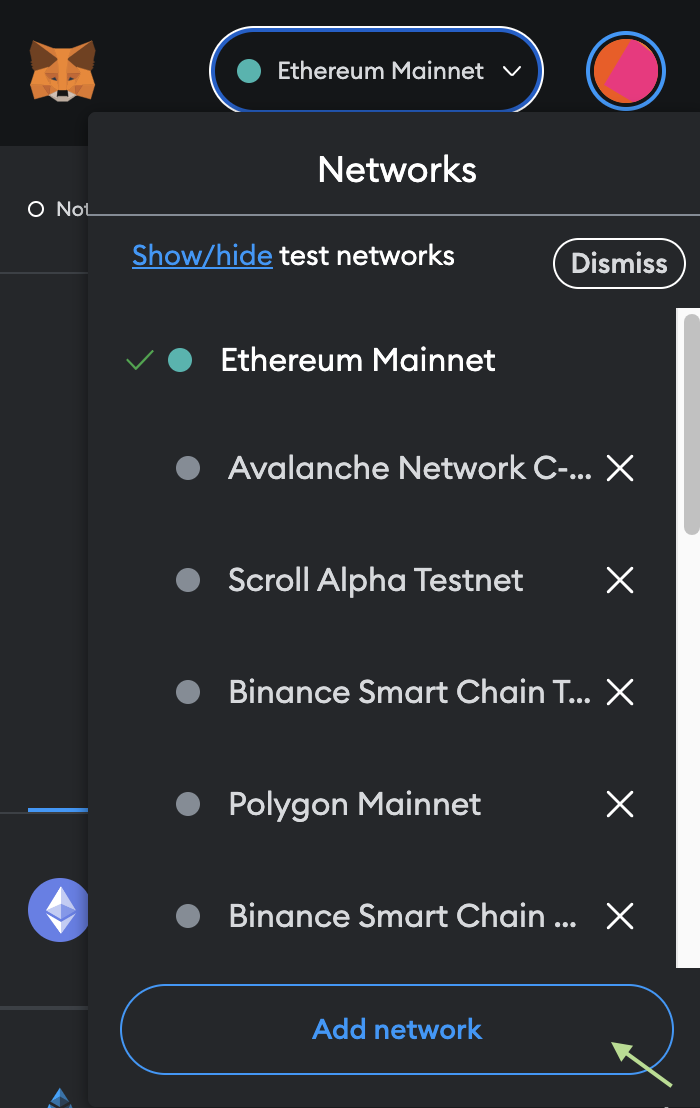 Ethereum Mainnet
Networks
Not
Show/hide test networks
Dismiss
Ethereum Mainnet
Avalanche Network C-...
Scroll Alpha Testnet
Binance Smart Chain T...
Polygon Mainnet
Binance Smart Chain ...
Add network